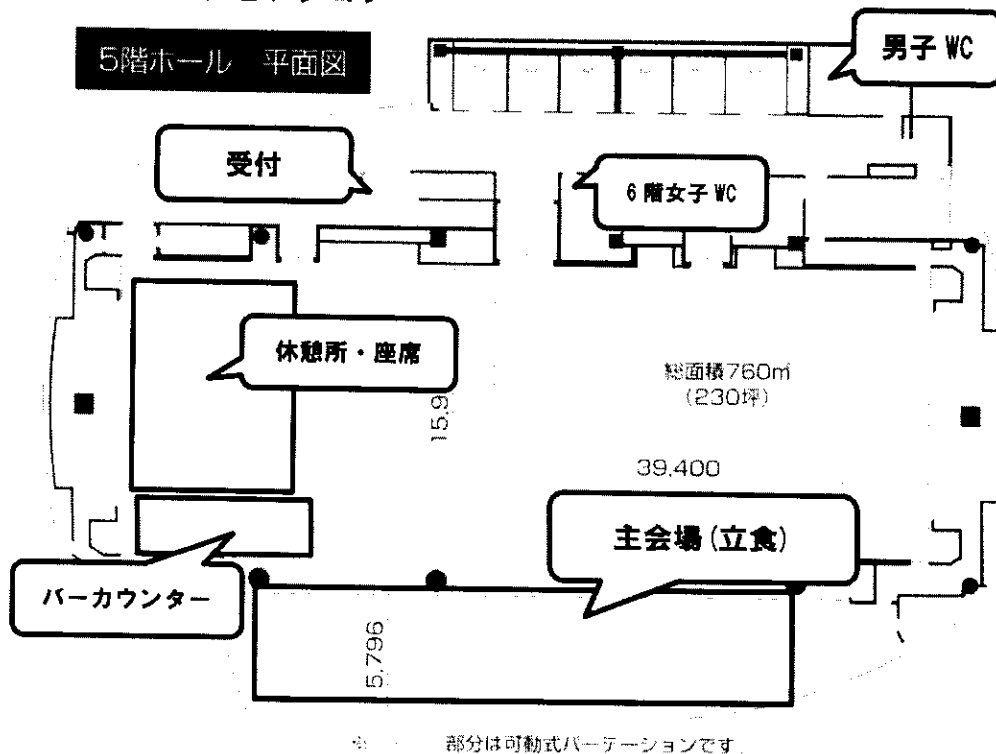 5階ホール 平面図
男子 WC
受付
6階女子 WC
休憩所・座席
総面積760㎡
(230坪)
15.9
39.400
主会場(立食)
バーカウンター
5.796
部分は可動式パーテーションです